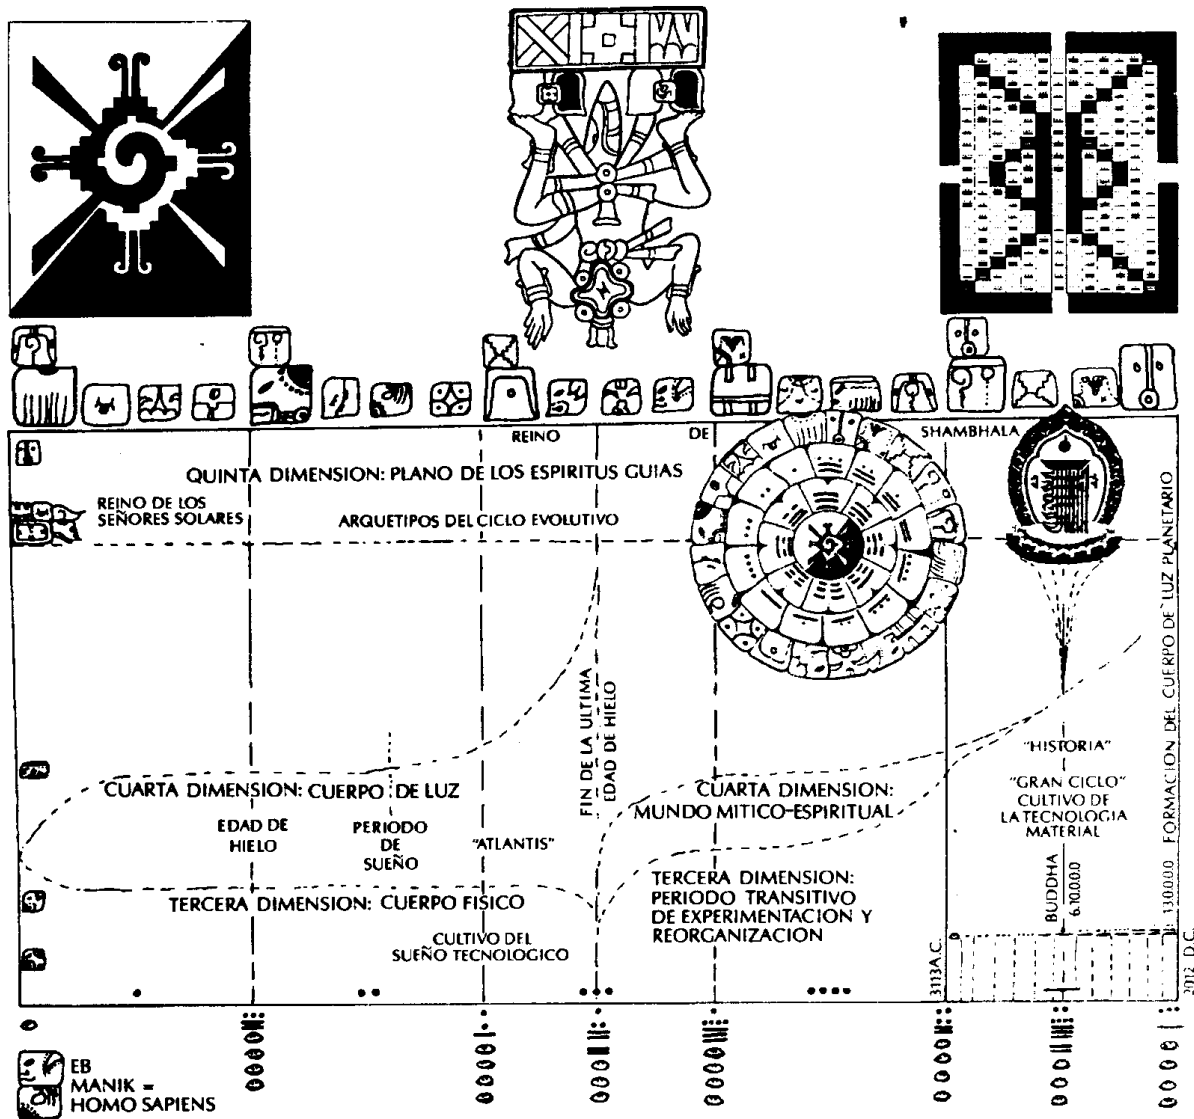 REINO DE SHAMBHALA
QUINTA DIMENSION: PLANO DE LOS ESPIRITUS GUIAS
REINO DE LOS
SEÑORES SOLARES
ARQUETIPOS DEL CICLO EVOLUTIVO
FIN DE LA ULTIMA
EDAD DE HIELO
CUARTA DIMENSION: CUERPO DE LUZ
EDAD DE
HIELO
PERIODO
DE
SUEÑO
"ATLANTIS"
TERCERA DIMENSION: CUERPO FISICO
CULTIVO DEL
SUEÑO TECNOLOGICO
CUARTA DIMENSION:
MUNDO MITICO-ESPIRITUAL
TERCERA DIMENSION:
PERIODO TRANSITIVO
DE EXPERIMENTACION Y
REORGANIZACION
"HISTORIA"
"GRAN CICLO"
CULTIVO DE
LA TECNOLOGIA
MATERIAL
BUDDHA
6.10.0.0.0
3113 A.C.
13.0.0.0.0 FORMACION DEL CUERPO DE LUZ PLANETARIO
2012 D.C.
EB
MANIK =
HOMO SAPIENS